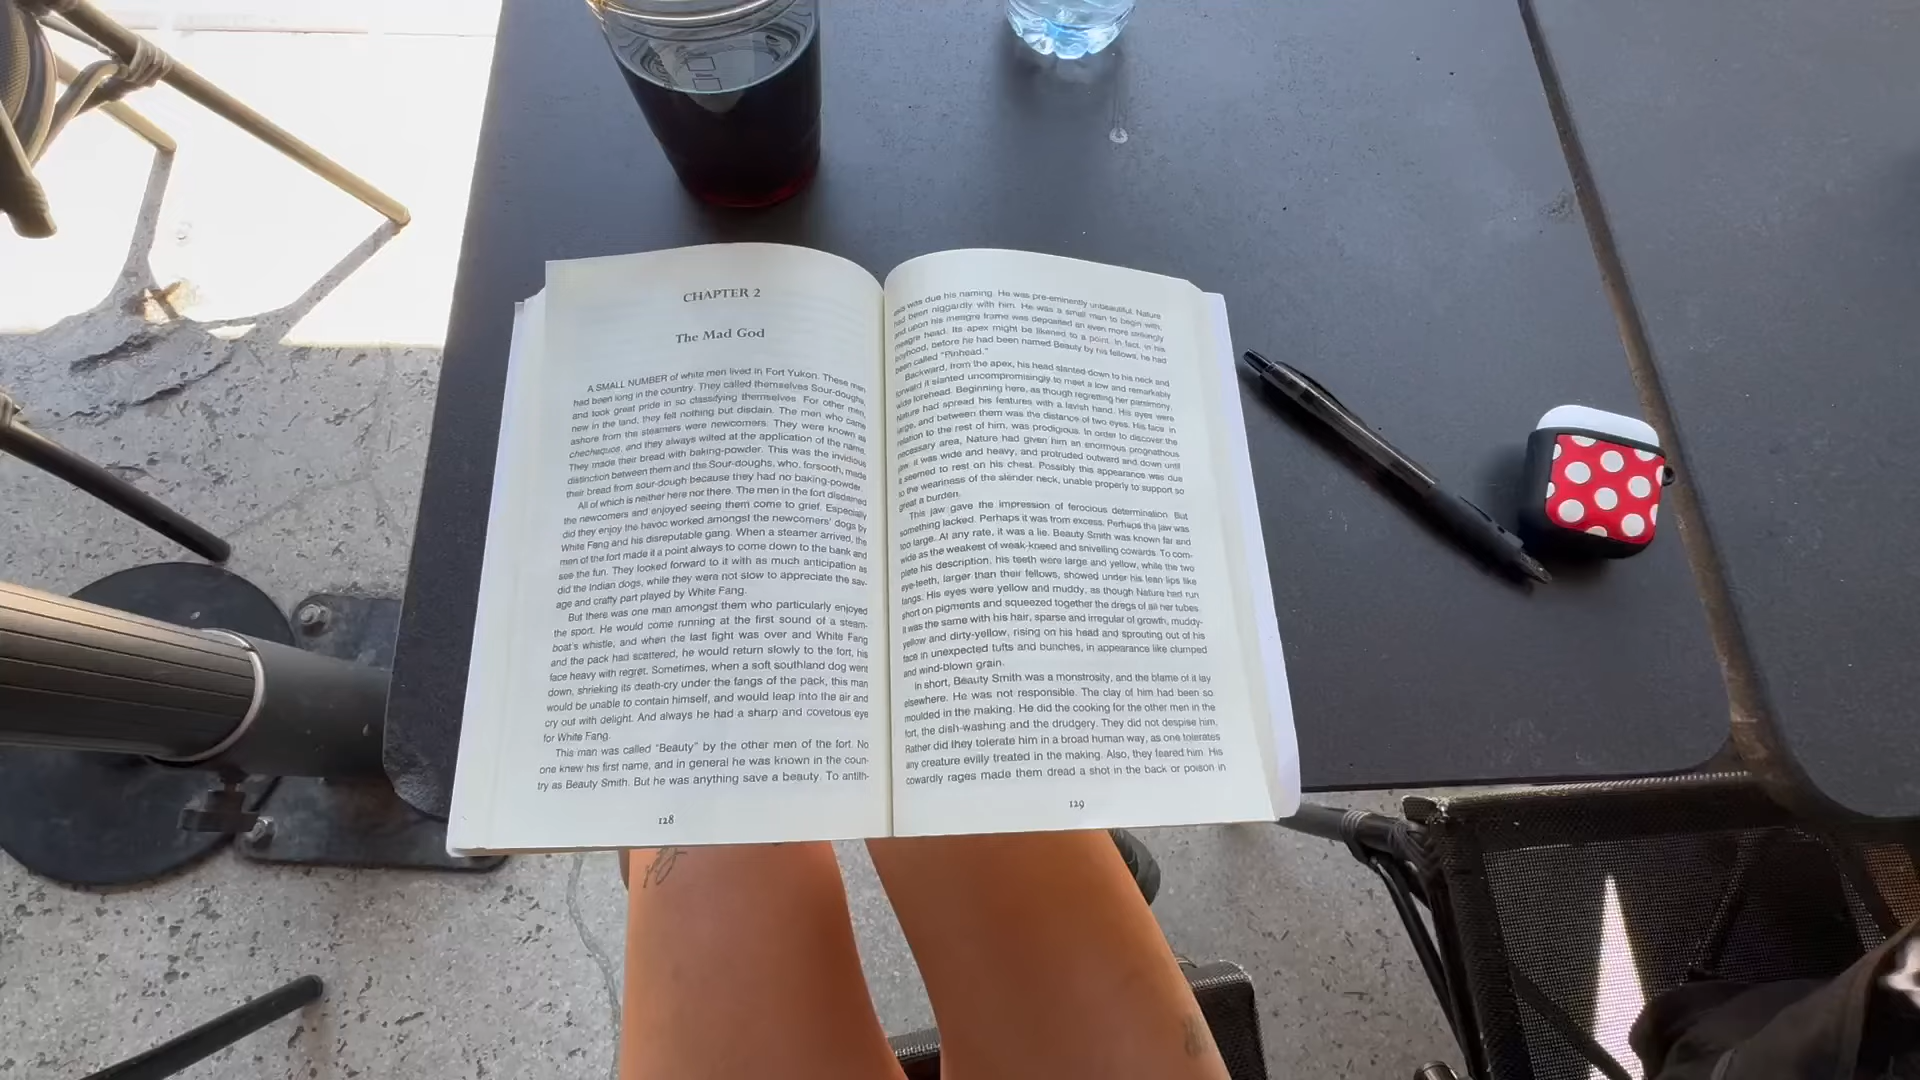 CHAPTER 2
The Mad God
A SMALL NUMBER of white men lived in Fort Yukon. These men
had been long in the country. They called themselves Sour-doughs,
and took great pride in so classifying themselves. For other men,
new in the land, they felt nothing but disdain. The men who came
ashore from the steamers were newcomers. They were known as
chechaquos, and they always wilted at the application of the name.
They made their bread with baking-powder. This was the invidious
distinction between them and the Sour-doughs, who, forsooth, made
their bread from sour-dough because they had no baking-powder.
All of which is neither here nor there. The men in the fort disdained
the newcomers and enjoyed seeing them come to grief. Especially
did they enjoy the havoc worked amongst the newcomers' dogs by
White Fang and his disreputable gang. When a steamer arrived, the
men of the fort made it a point always to come down to the bank and
see the fun. They looked forward to it with as much anticipation as
did the Indian dogs, while they were not slow to appreciate the sav-
age and crafty part played by White Fang.
But there was one man amongst them who particularly enjoyed
the sport. He would come running at the first sound of a steam-
boat's whistle, and when the last fight was over and White Fang
and the pack had scattered, he would return slowly to the fort, his
face heavy with regret. Sometimes, when a soft southland dog went
down, shrieking its death-cry under the fangs of the pack, this man
would be unable to contain himself, and would leap into the air and
cry out with delight. And always he had a sharp and covetous eye
for White Fang.
This man was called "Beauty" by the other men of the fort. No
one knew his first name, and in general he was known in the coun-
try as Beauty Smith. But he was anything save a beauty. To antith-
128
esis was due his naming. He was pre-eminently unbeautiful. Nature
had been niggardly with him. He was a small man to begin with,
and upon his meagre frame was deposited an even more strikingly
meagre head. Its apex might be likened to a point. In fact, in his
boyhood, before he had been named Beauty by his fellows, he had
been called "Pinhead."
Backward, from the apex, his head slanted down to his neck and
forward it slanted uncompromisingly to meet a low and remarkably
wide forehead. Beginning here, as though regretting her parsimony,
Nature had spread his features with a lavish hand. His eyes were
large, and between them was the distance of two eyes. His face, in
relation to the rest of him, was prodigious. In order to discover the
necessary area, Nature had given him an enormous prognathous
jaw. It was wide and heavy, and protruded outward and down until
it seemed to rest on his chest. Possibly this appearance was due
to the weariness of the slender neck, unable properly to support so
great a burden.
This jaw gave the impression of ferocious determination. But
something lacked. Perhaps it was from excess. Perhaps the jaw was
too large. At any rate, it was a lie. Beauty Smith was known far and
wide as the weakest of weak-kneed and snivelling cowards. To com-
plete his description, his teeth were large and yellow, while the two
eye-teeth, larger than their fellows, showed under his lean lips like
fangs. His eyes were yellow and muddy, as though Nature had run
short on pigments and squeezed together the dregs of all her tubes.
It was the same with his hair, sparse and irregular of growth, muddy-
yellow and dirty-yellow, rising on his head and sprouting out of his
face in unexpected tufts and bunches, in appearance like clumped
and wind-blown grain.
In short, Beauty Smith was a monstrosity, and the blame of it lay
elsewhere. He was not responsible. The clay of him had been so
moulded in the making. He did the cooking for the other men in the
fort, the dish-washing and the drudgery. They did not despise him.
Rather did they tolerate him in a broad human way, as one tolerates
any creature evilly treated in the making. Also, they feared him. His
cowardly rages made them dread a shot in the back or poison in
129